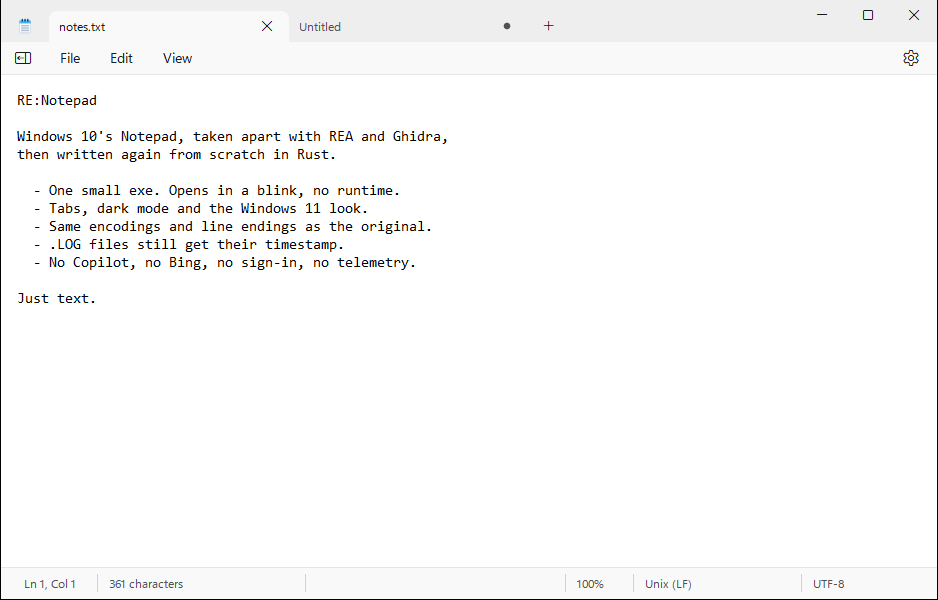 notes.txt
Untitled
File Edit View
RE:Notepad
Windows 10's Notepad, taken apart with REA and Ghidra,
then written again from scratch in Rust.
- One small exe. Opens in a blink, no runtime.
- Tabs, dark mode and the Windows 11 look.
- Same encodings and line endings as the original.
- .LOG files still get their timestamp.
- No Copilot, no Bing, no sign-in, no telemetry.
Just text.
Ln 1, Col 1 361 characters 100% Unix (LF) UTF-8